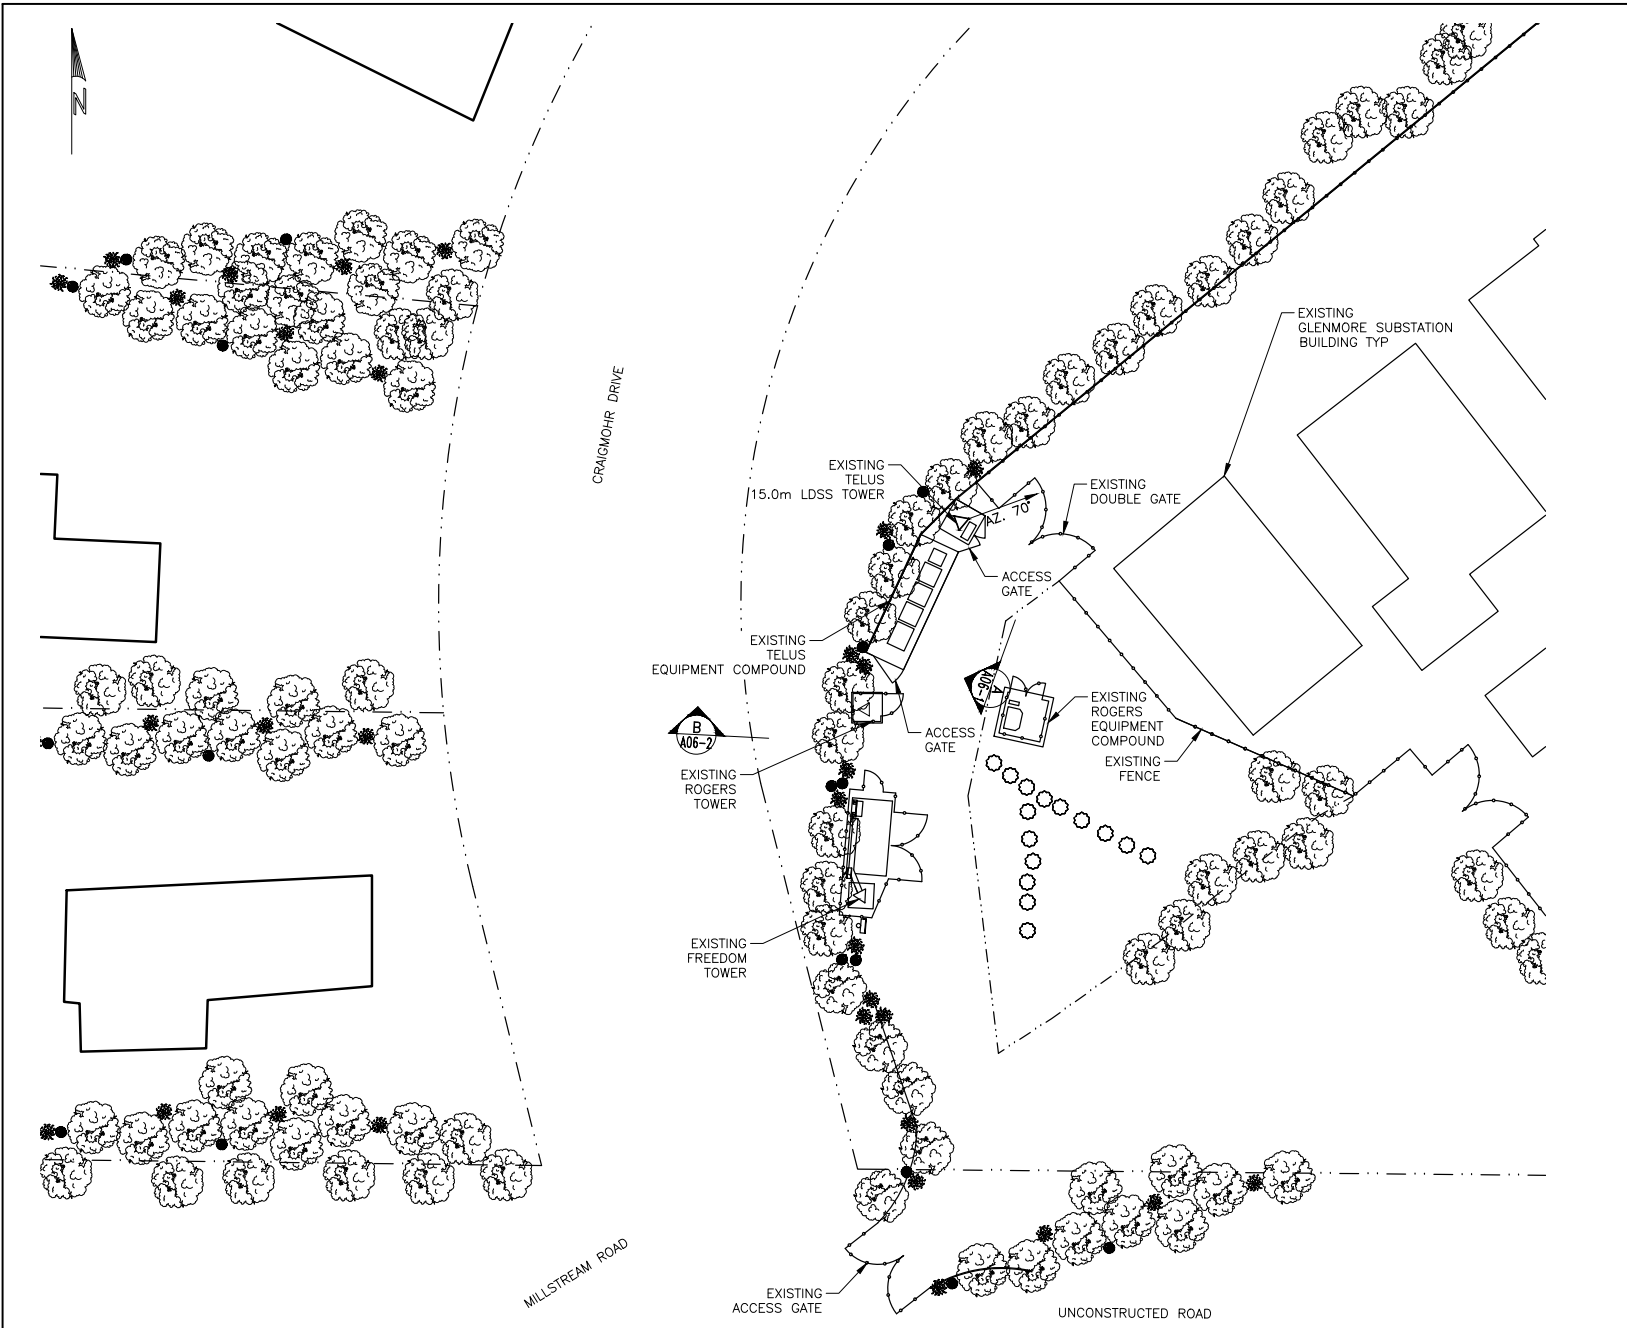 N
EXISTING
GLENMORE SUBSTATION
BUILDING TYP
CRAIGMOHR DRIVE
EXISTING
TELUS
15.0m LDSS TOWER
AZ. 70°
EXISTING
DOUBLE GATE
ACCESS
GATE
EXISTING
TELUS
EQUIPMENT COMPOUND
A
A06-1
EXISTING
ROGERS
EQUIPMENT
COMPOUND
B
A06-2
ACCESS
GATE
EXISTING
FENCE
EXISTING
ROGERS
TOWER
EXISTING
FREEDOM
TOWER
MILLSTREAM ROAD
EXISTING
ACCESS GATE
UNCONSTRUCTED ROAD